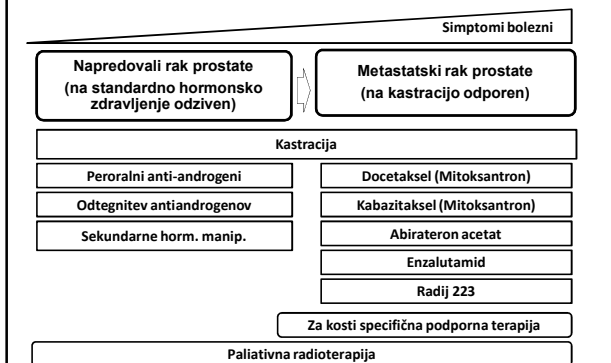 Simptomi bolezni
Napredovali rak prostate
(na standardno hormonsko
zdravljenje odziven)
Metastatski rak prostate
(na kastracijo odporen)
Kastracija
Peroralni anti-androgeni
Odtegnitev antiandrogenov
Sekundarne horm. manip.
Docetaksel (Mitoksantron)
Kabazitaksel (Mitoksantron)
Abirateron acetat
Enzalutamid
Radij 223
Za kosti specifična podporna terapija
Paliativna radioterapija